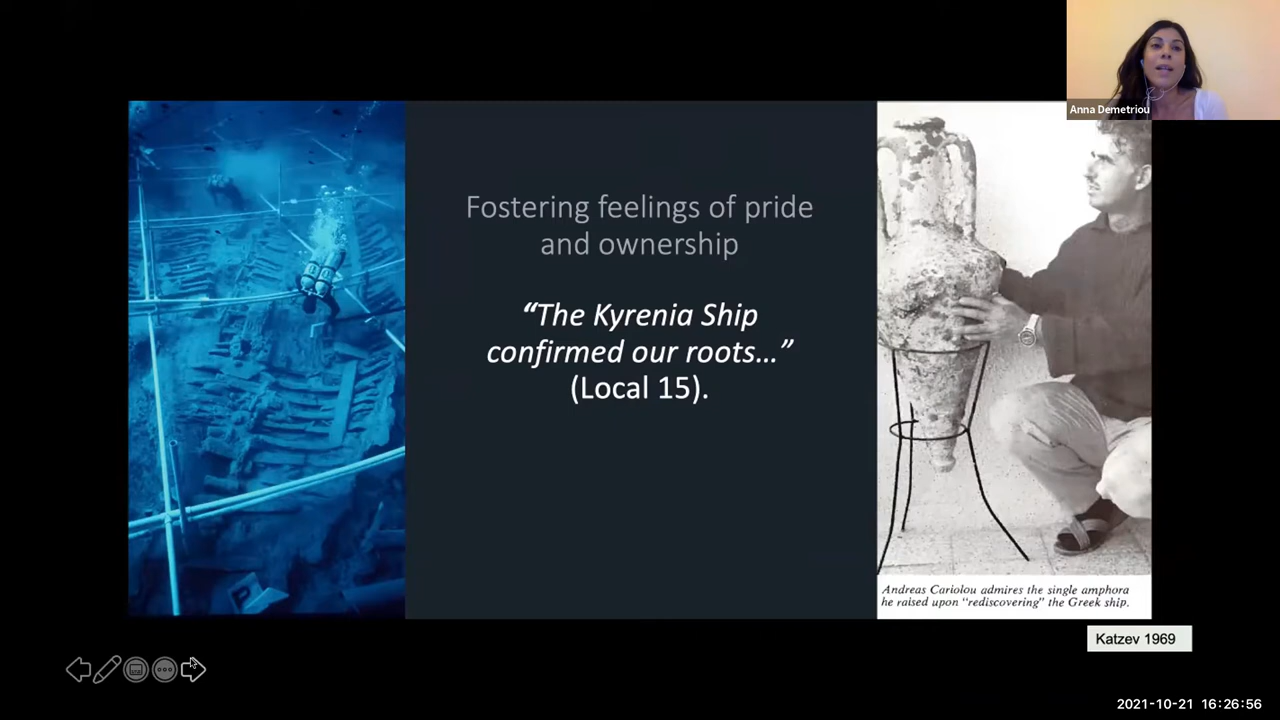 Anna Demetriou
Fostering feelings of pride
and ownership
“The Kyrenia Ship
confirmed our roots…”
(Local 15).
Andreas Cariolou admires the single amphora
he raised upon “rediscovering” the Greek ship.
Katzev 1969
P
2021-10-21 16:26:56